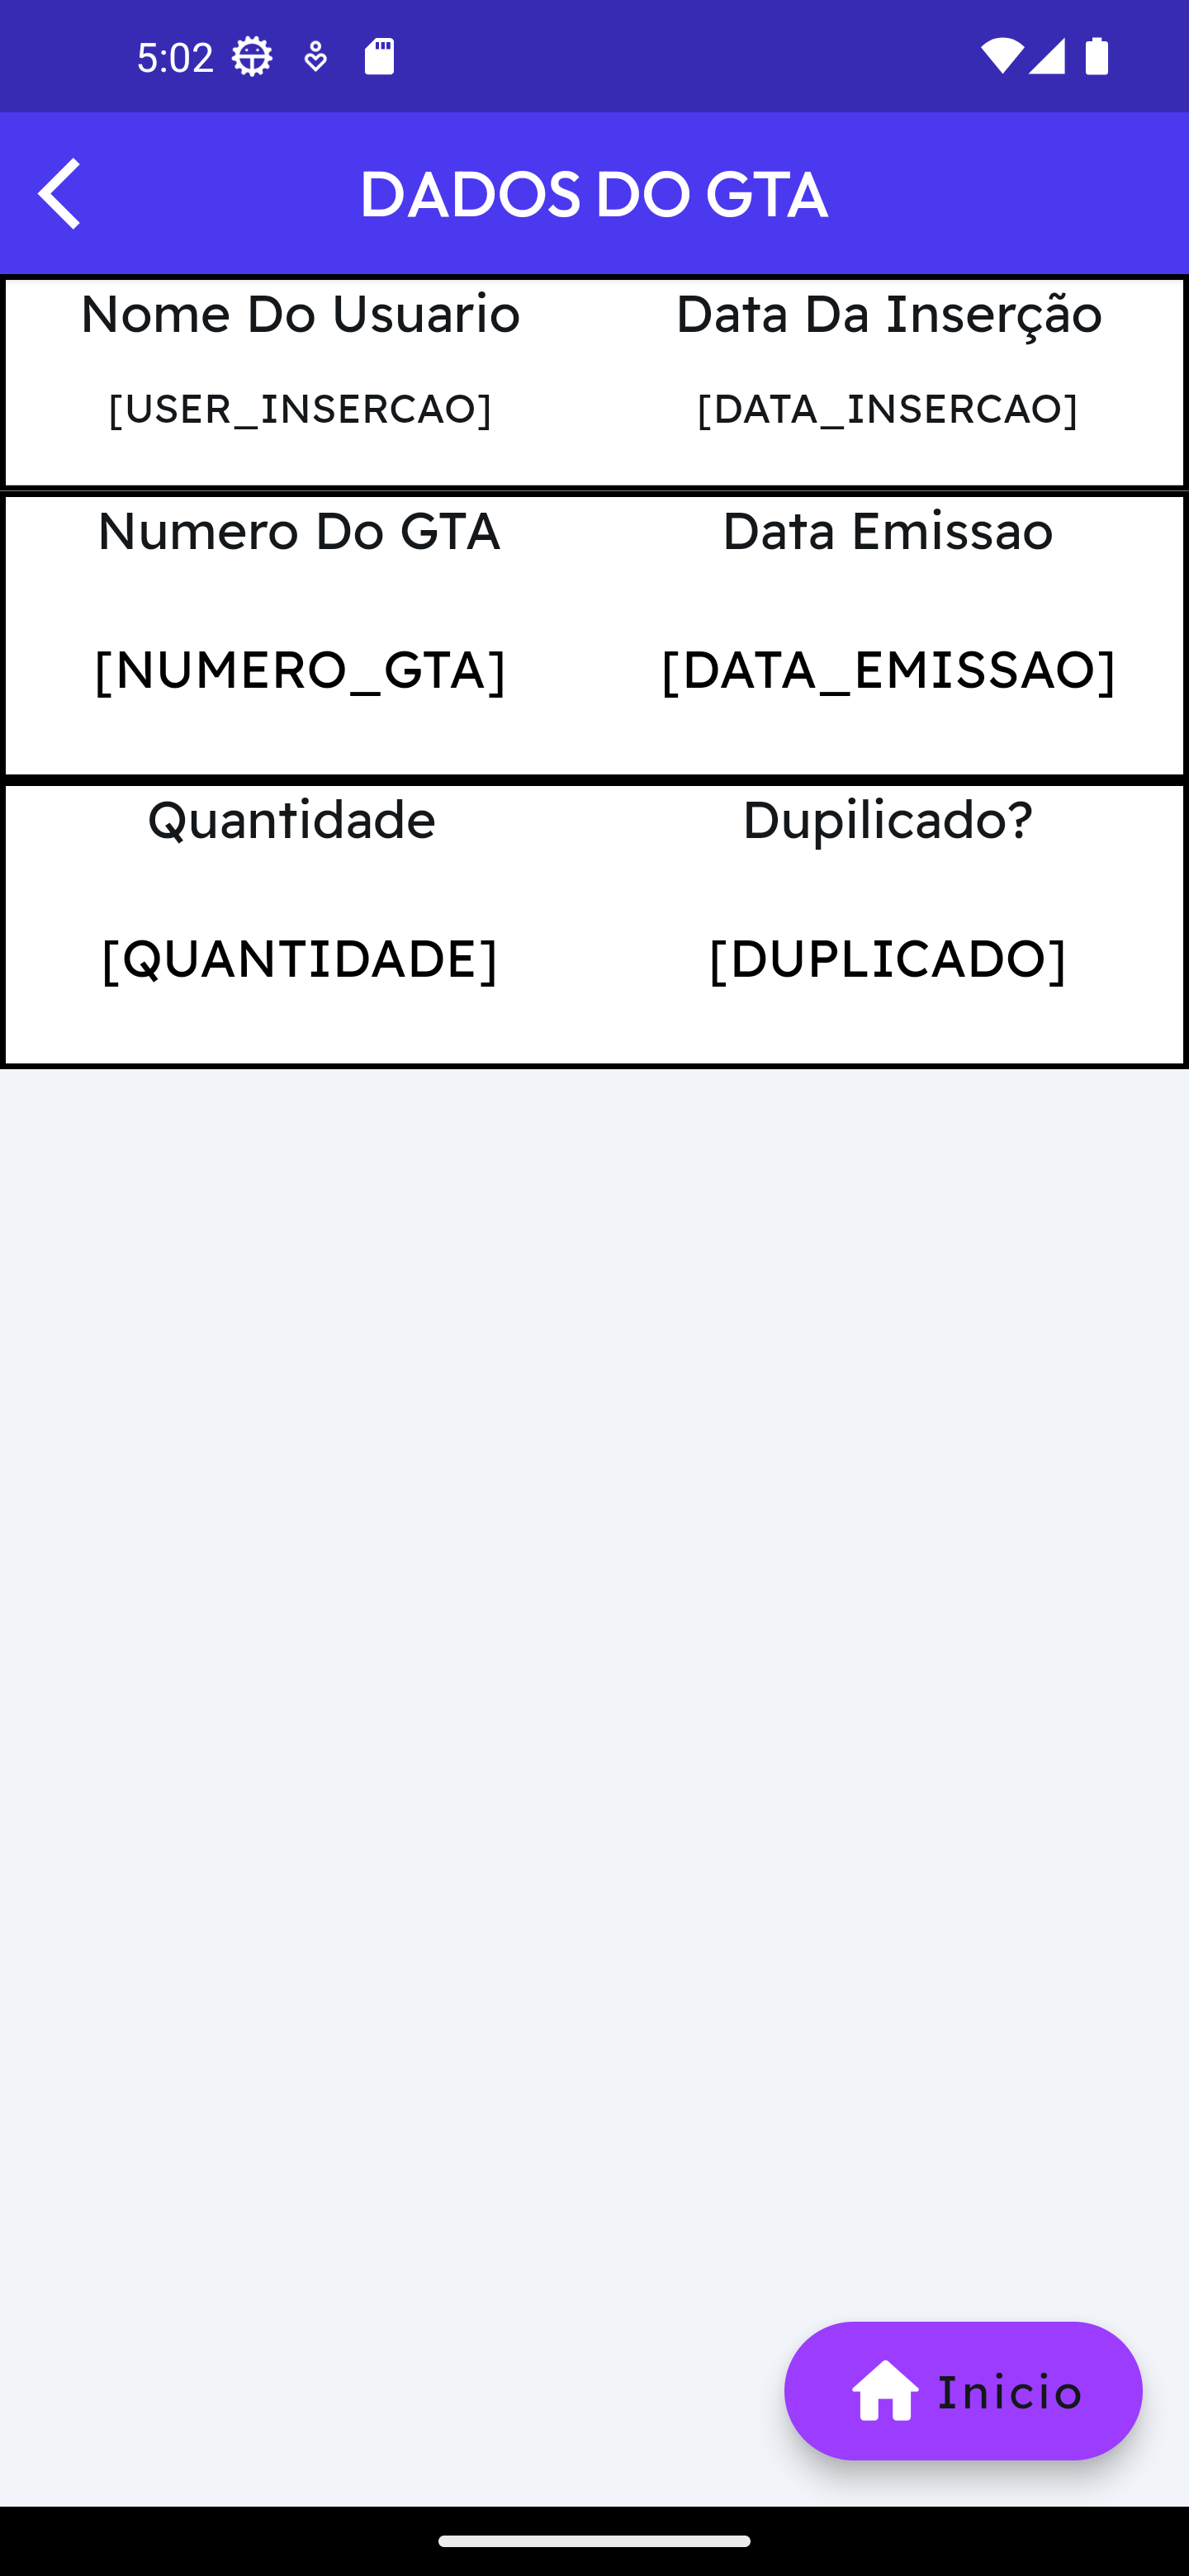 5:02
DADOS DO GTA
Nome Do Usuario Data Da Inserção
[USER_INSERCAO] [DATA_INSERCAO]
Numero Do GTA Data Emissao
[NUMERO_GTA] [DATA_EMISSAO]
Quantidade Dupilicado?
[QUANTIDADE] [DUPLICADO]
Inicio